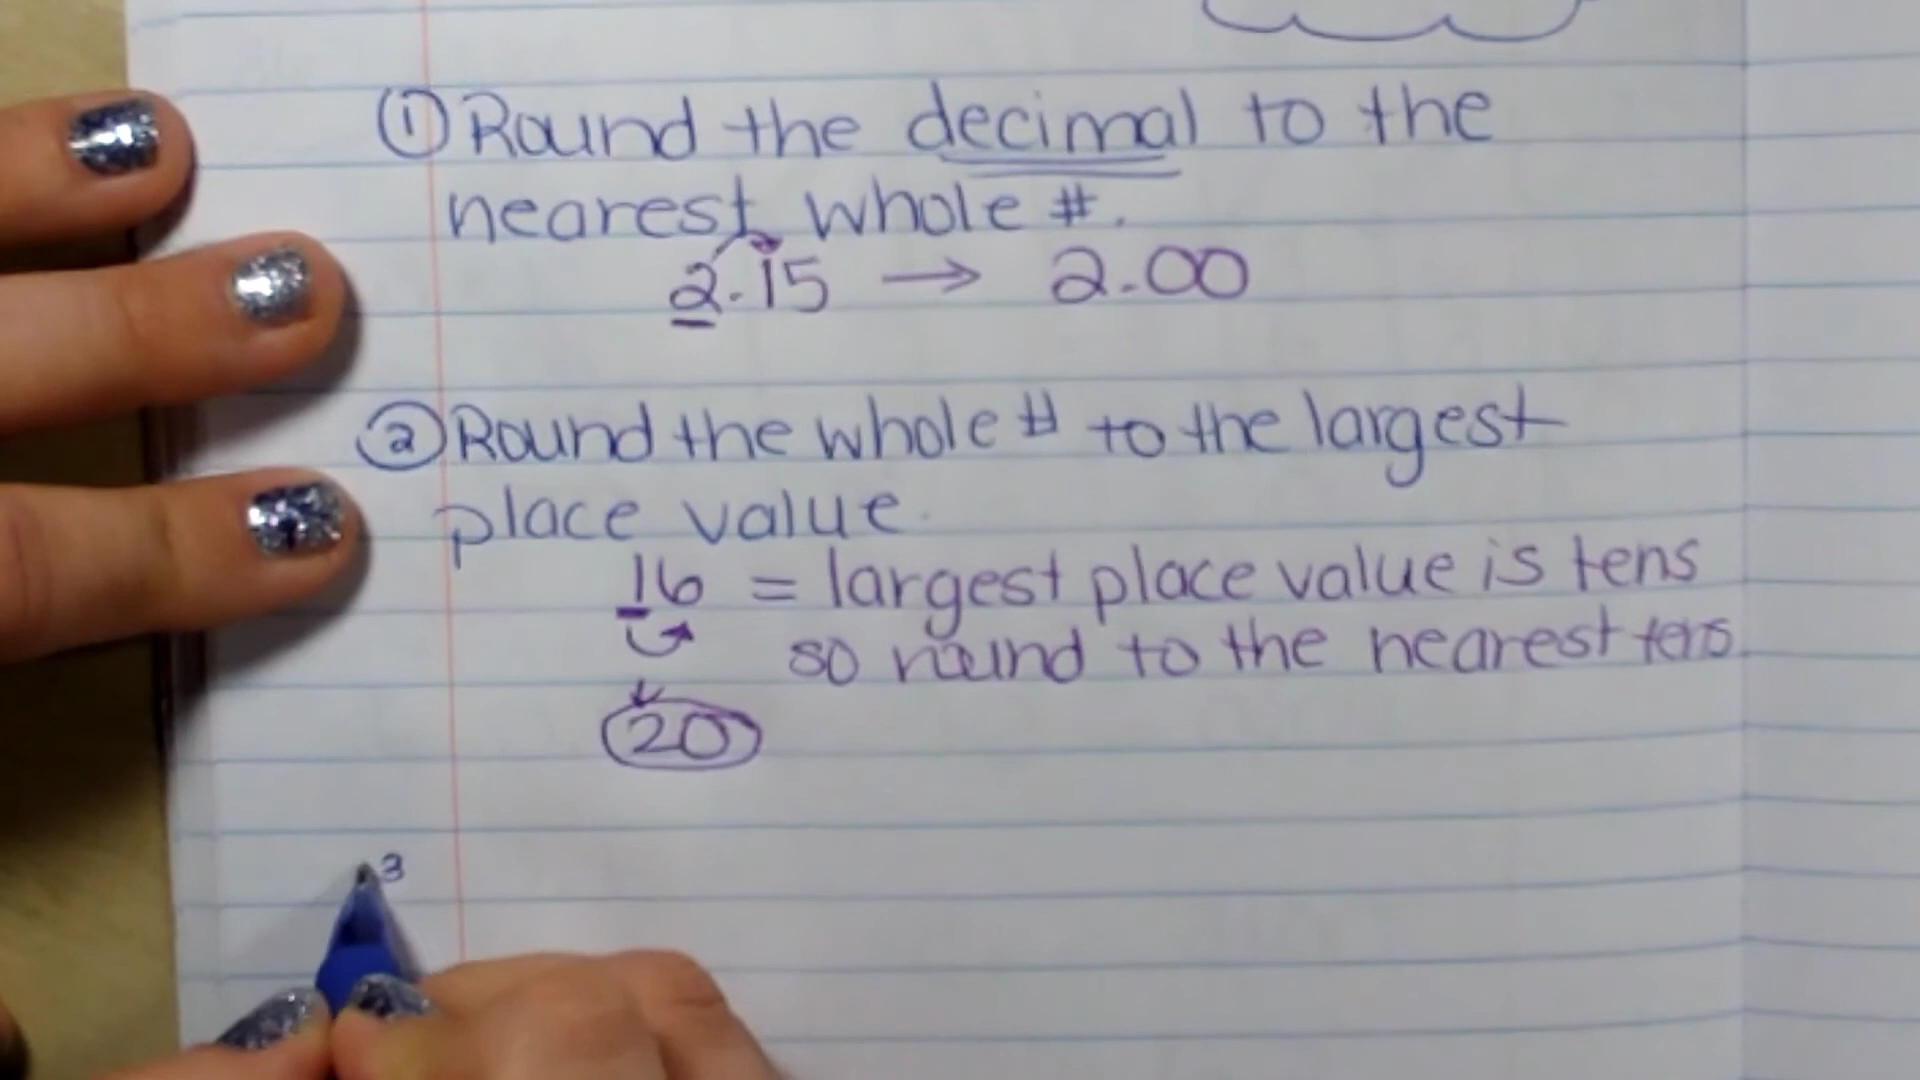 ① Round the decimal to the
nearest whole #.
2.15 → 2.00
② Round the whole # to the largest
place value.
16 = largest place value is tens
so round to the nearest tens
20
3